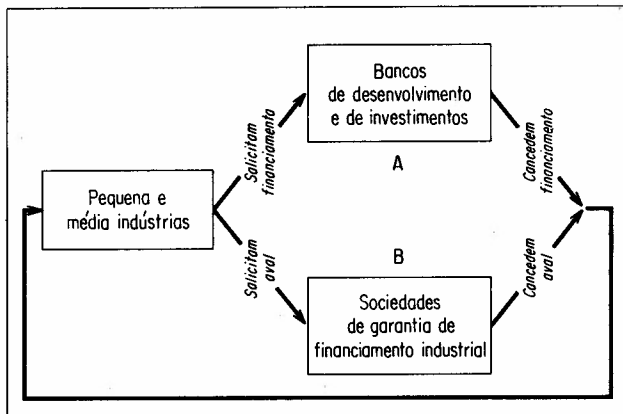 Bancos
de desenvolvimento
e de investimentos
A
Solicitam
financiamento
Concedem
financiamento
Pequena e
média indústrias
Solicitam
aval
Concedem
aval
B
Sociedades
de garantia de
financiamento industrial